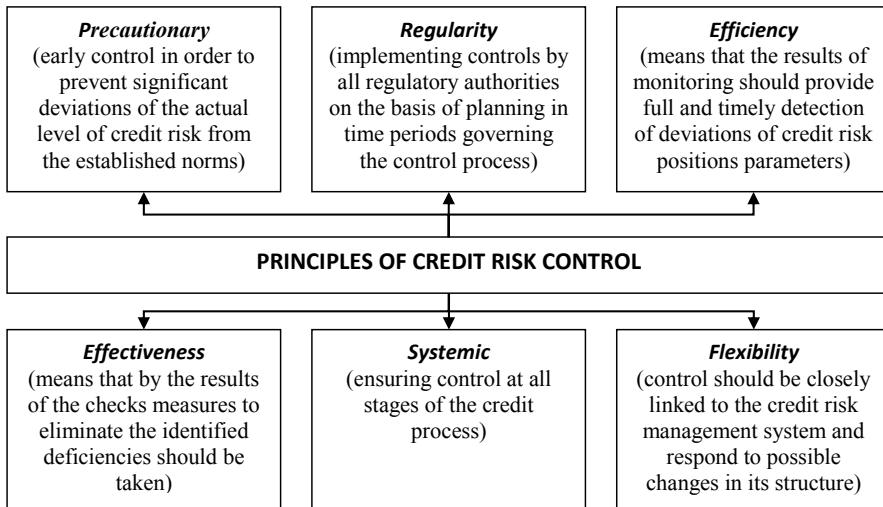 Precautionary
(early control in order to
prevent significant
deviations of the actual
level of credit risk from
the established norms)
Regularity
(implementing controls by
all regulatory authorities
on the basis of planning in
time periods governing
the control process)
Efficiency
(means that the results of
monitoring should provide
full and timely detection
of deviations of credit risk
positions parameters)
PRINCIPLES OF CREDIT RISK CONTROL
Effectiveness
(means that by the results
of the checks measures to
eliminate the identified
deficiencies should be
taken)
Systemic
(ensuring control at all
stages of the credit
process)
Flexibility
(control should be closely
linked to the credit risk
management system and
respond to possible
changes in its structure)